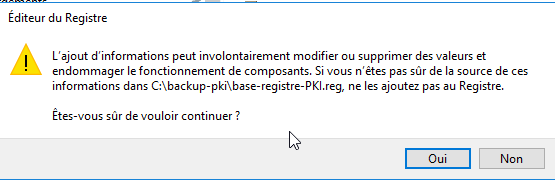 Éditeur du Registre
L'ajout d'informations peut involontairement modifier ou supprimer des valeurs et
endommager le fonctionnement de composants. Si vous n'êtes pas sûr de la source de ces
informations dans C:\backup-pki\base-registre-PKI.reg, ne les ajoutez pas au Registre.
Êtes-vous sûr de vouloir continuer ?
Oui
Non